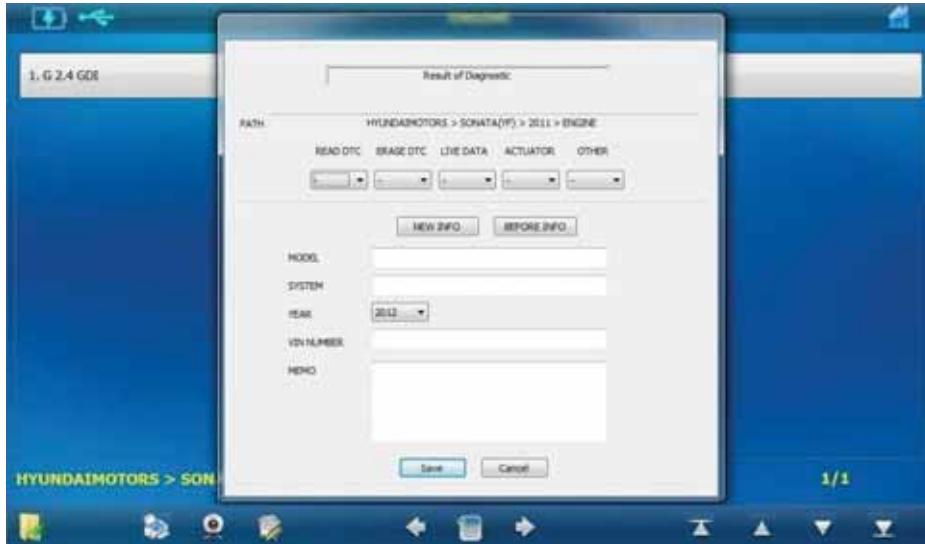 1. G 2.4 GDI
Result of Diagnostic
PATH HYUNDAIMOTORS > SONATA(YF) > 2011 > ENGINE
READ DTC ERASE DTC LIVE DATA ACTUATOR OTHER
- - - - -
NEW INFO BEFORE INFO
MODEL
SYSTEM
YEAR 2012
VIN NUMBER
MEMO
Save Cancel
HYUNDAIMOTORS > SON 1/1